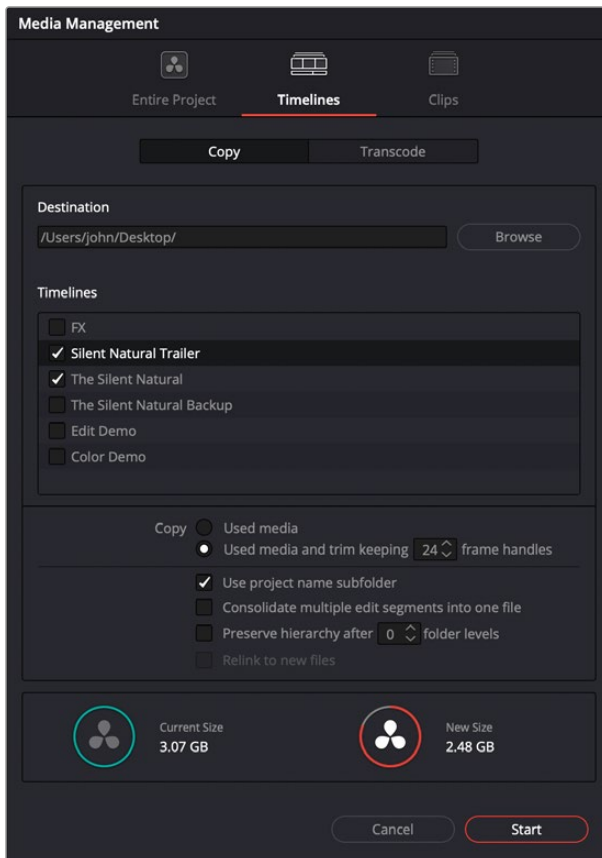 Media Management
Entire Project Timelines Clips
Copy Transcode
Destination
/Users/john/Desktop/ Browse
Timelines
FX
Silent Natural Trailer
The Silent Natural
The Silent Natural Backup
Edit Demo
Color Demo
Copy Used media
Used media and trim keeping 24 frame handles
Use project name subfolder
Consolidate multiple edit segments into one file
Preserve hierarchy after 0 folder levels
Relink to new files
Current Size New Size
3.07 GB 2.48 GB
Cancel Start